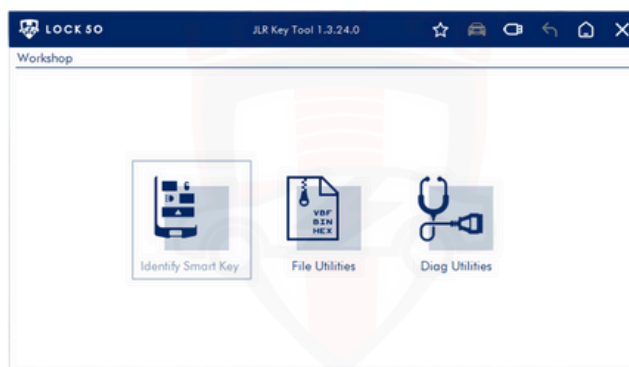 LOCK 50
JLR Key Tool 1.3.24.0
Workshop
VBF
BIN
HEX
Identify Smart Key
File Utilities
Diag Utilities